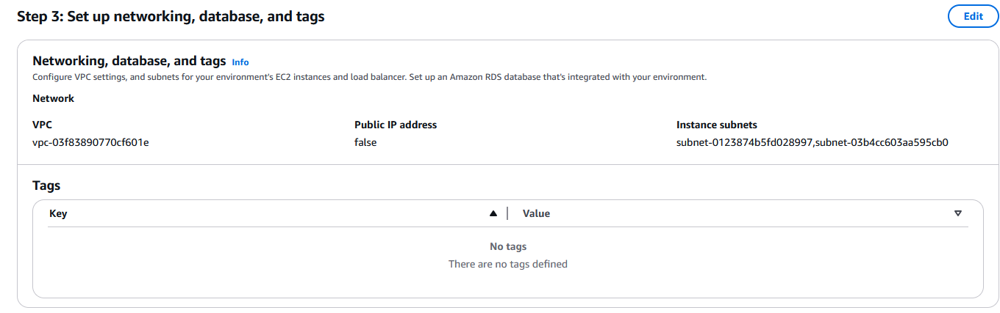 Step 3: Set up networking, database, and tags
Edit
Networking, database, and tags Info
Configure VPC settings, and subnets for your environment's EC2 instances and load balancer. Set up an Amazon RDS database that's integrated with your environment.
Network
VPC Public IP address Instance subnets
vpc-03f83890770cf601e false subnet-0123874b5fd028997,subnet-03b4cc603aa595cb0
Tags
Key Value
No tags
There are no tags defined